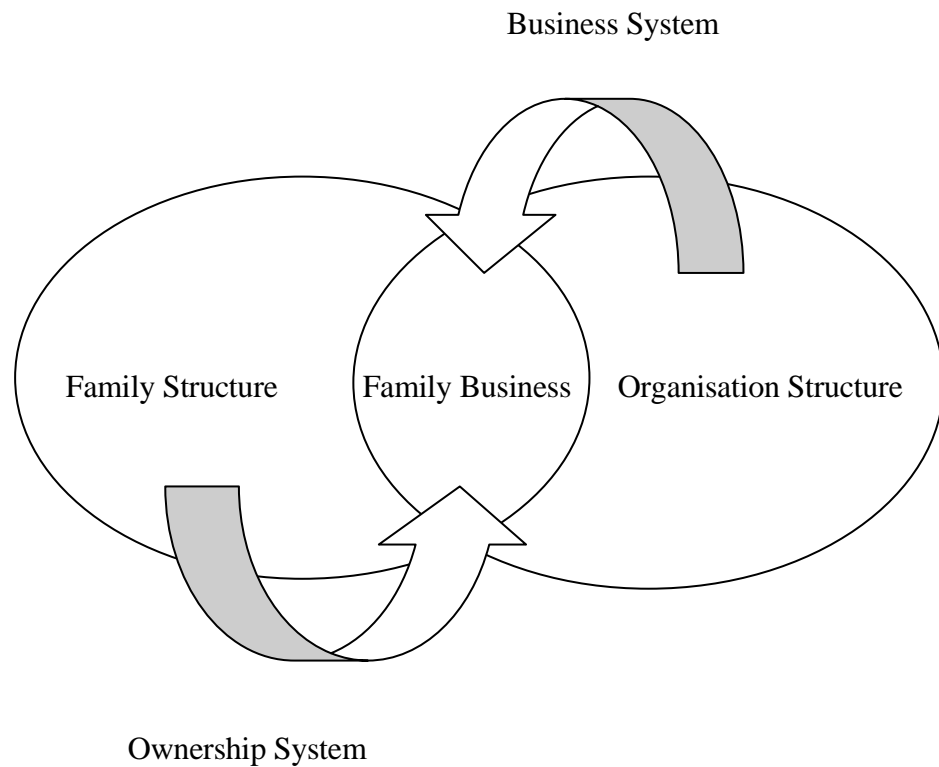 Business System
Family Structure
Family Business
Organisation Structure
Ownership System